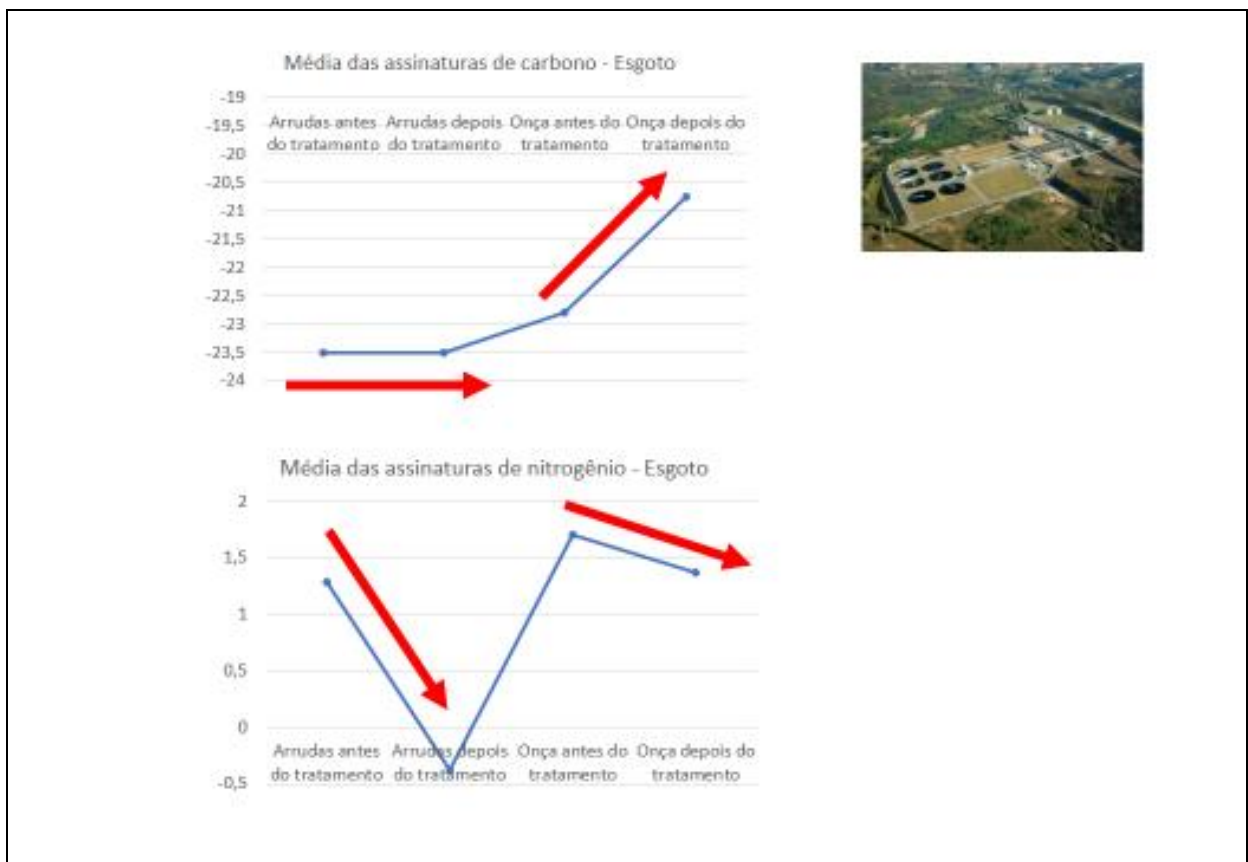 Média das assinaturas de carbono - Esgoto
-19
-19,5
-20
-20,5
-21
-21,5
-22
-22,5
-23
-23,5
-24
Arrudas antes
do tratamento
Arrudas depois
do tratamento
Onça antes do
tratamento
Onça depois do
tratamento
Média das assinaturas de nitrogênio - Esgoto
2
1,5
1
0,5
0
-0,5
Arrudas antes
do tratamento
Arrudas depois
do tratamento
Onça antes do
tratamento
Onça depois do
tratamento